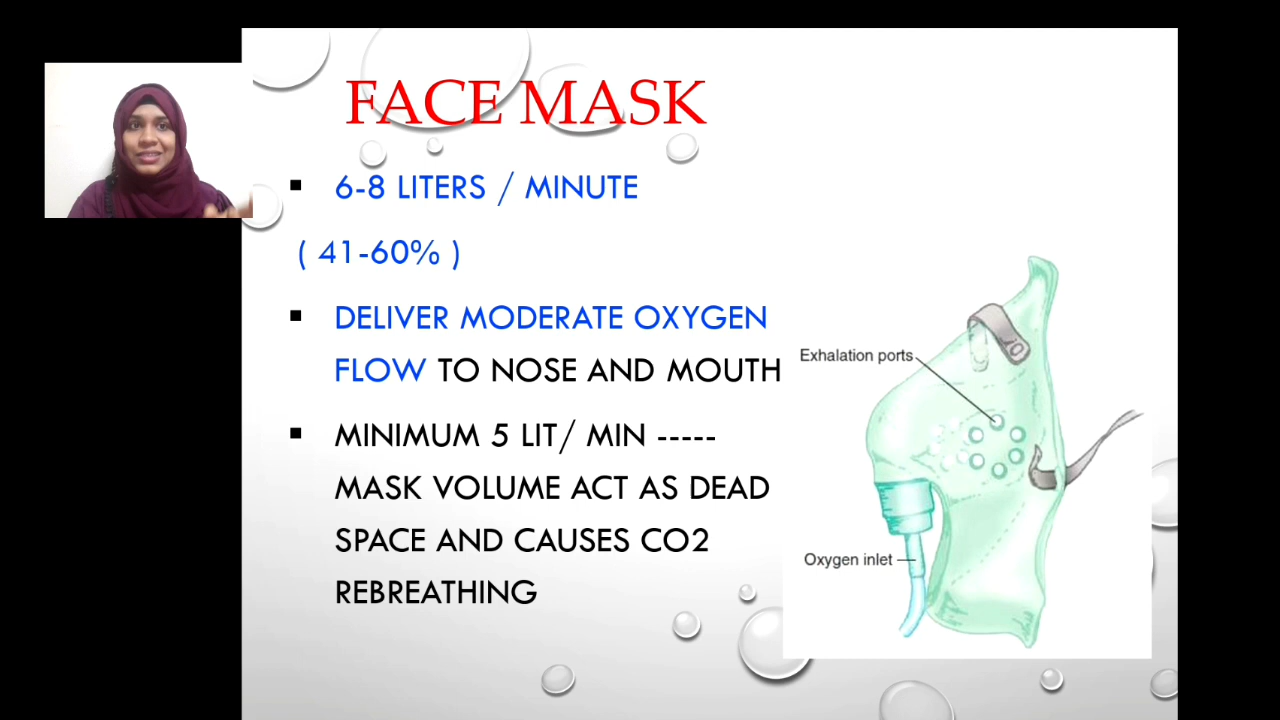 FACE MASK
6-8 LITERS / MINUTE
( 41-60% )
DELIVER MODERATE OXYGEN
FLOW TO NOSE AND MOUTH
MINIMUM 5 LIT/ MIN -----
MASK VOLUME ACT AS DEAD
SPACE AND CAUSES CO2
REBREATHING
Exhalation ports
Oxygen inlet